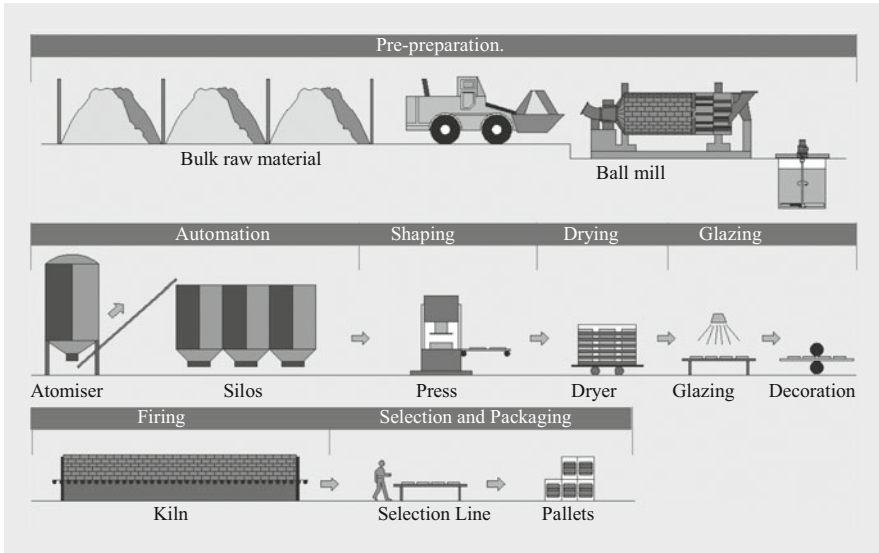 Pre-preparation.
Bulk raw material
Ball mill
Automation Shaping Drying Glazing
Atomiser Silos Press Dryer Glazing Decoration
Firing Selection and Packaging
Kiln Selection Line Pallets